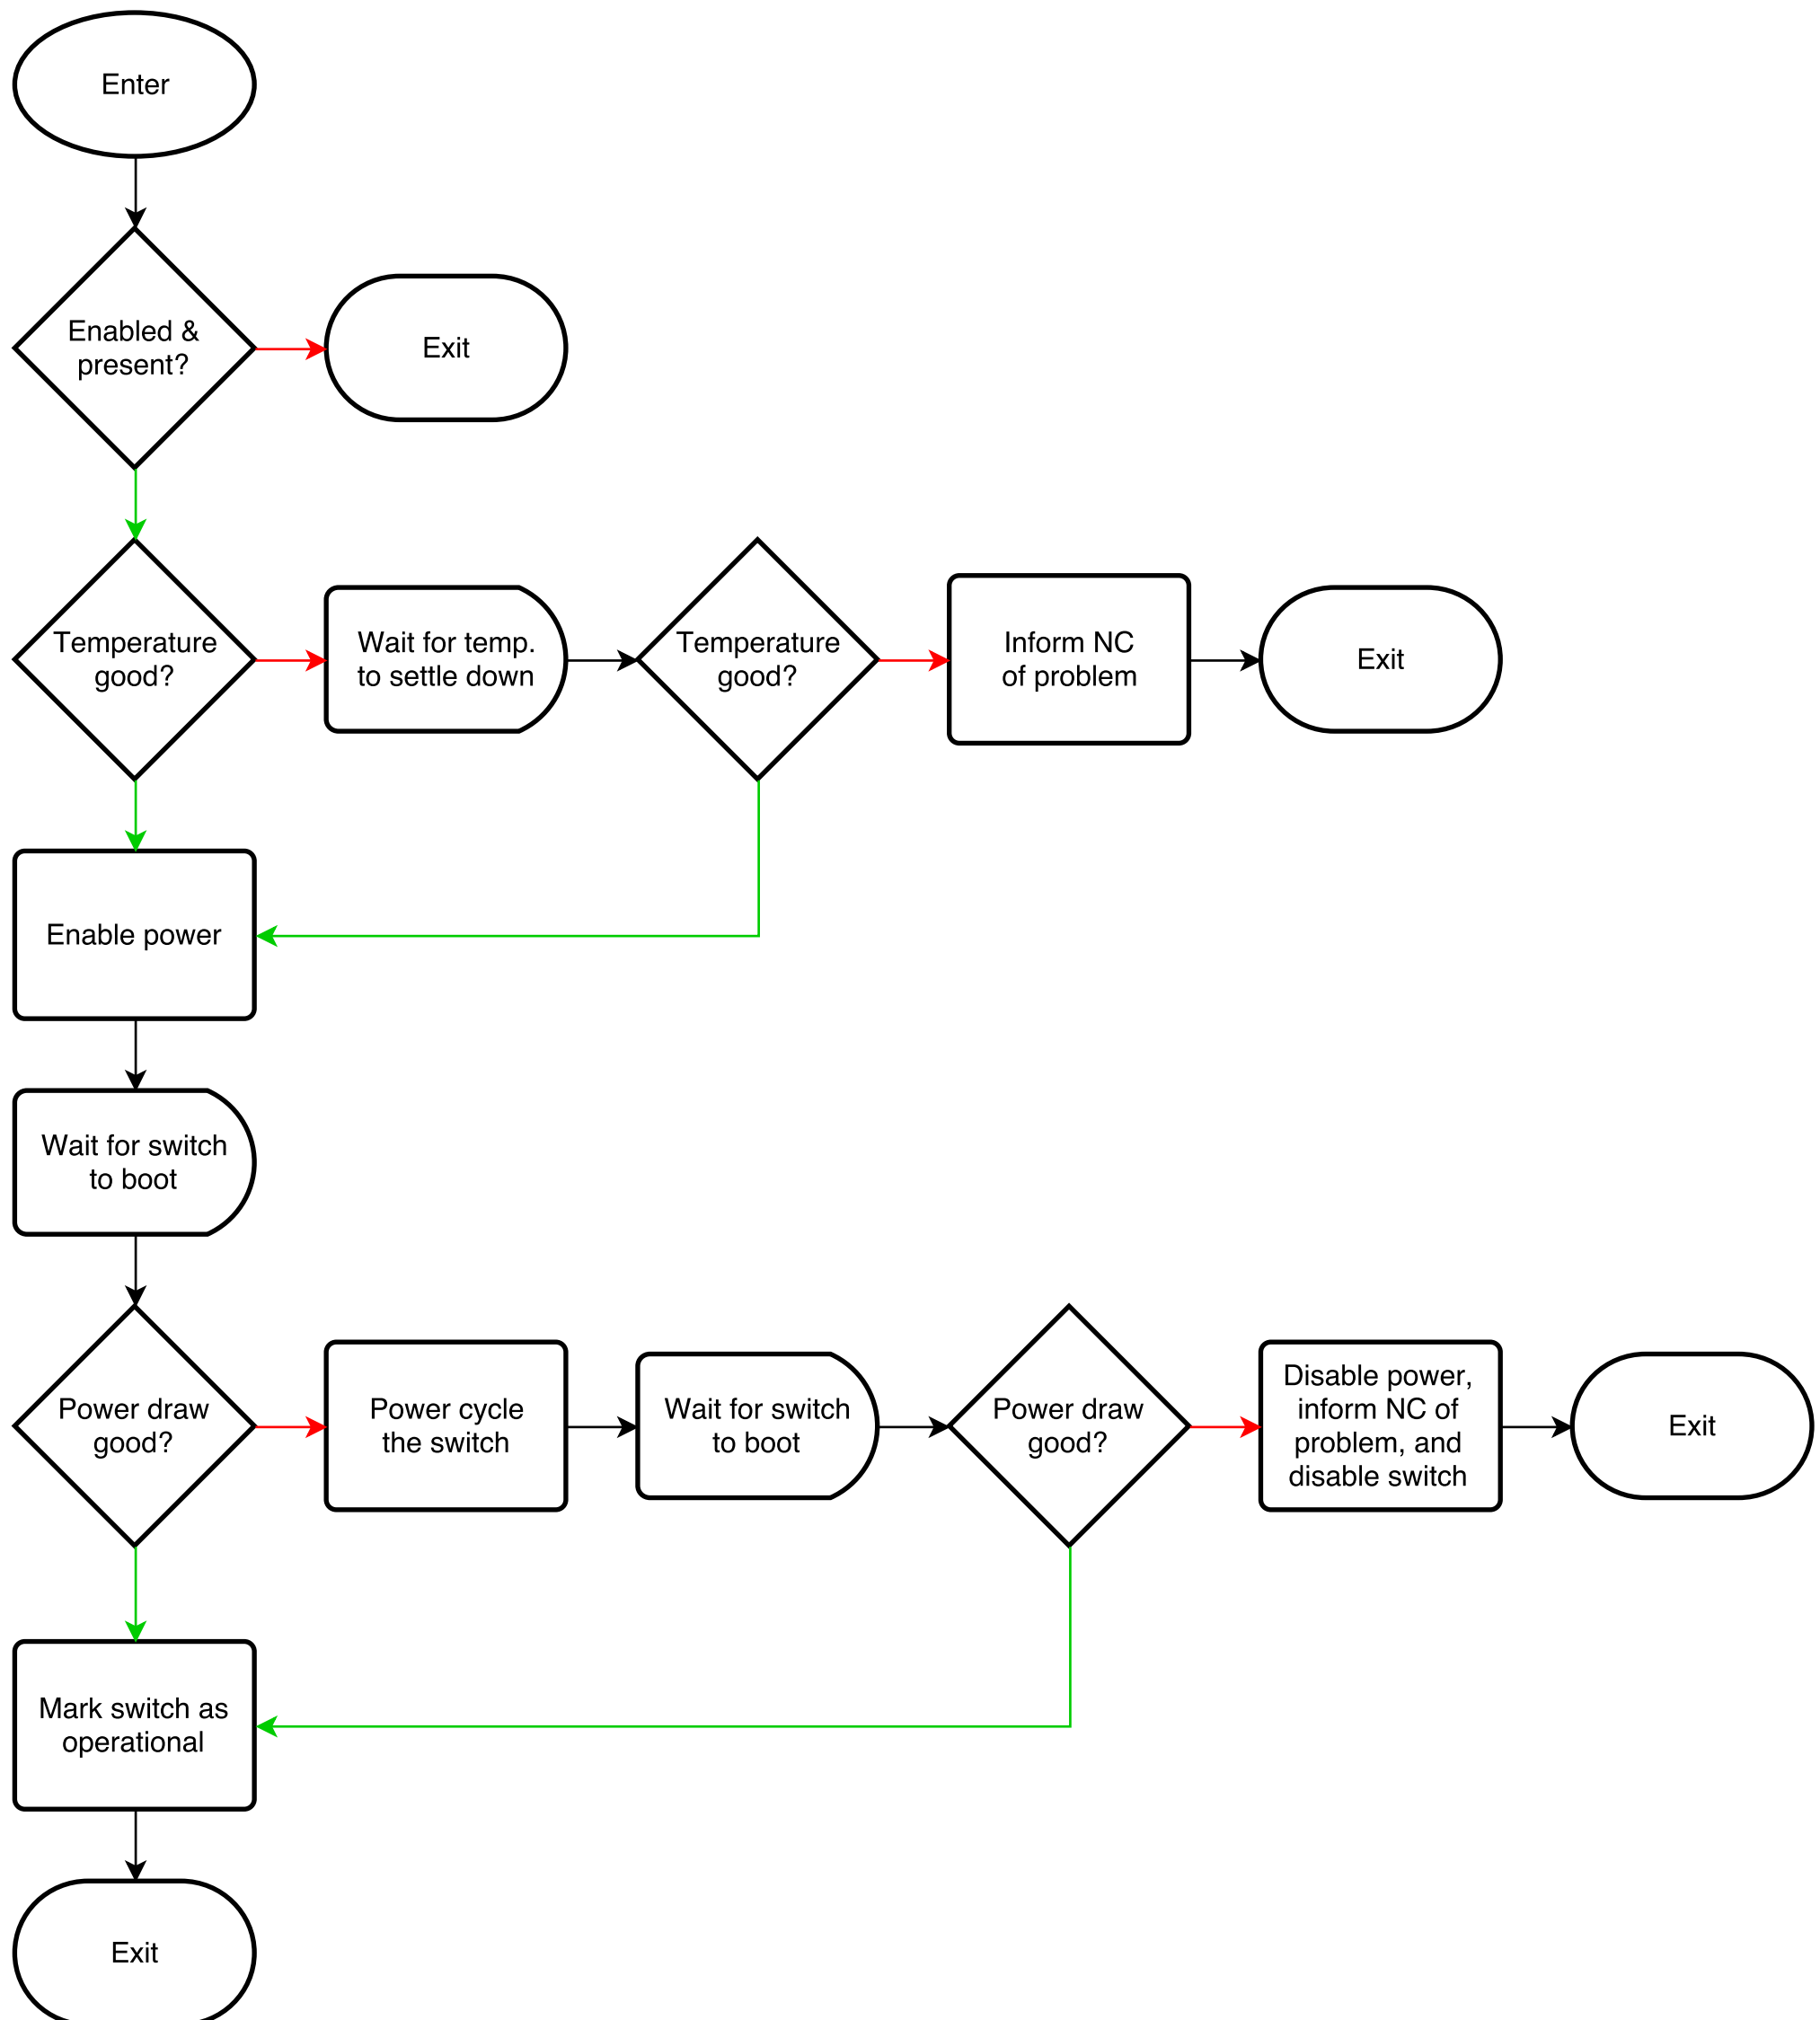 Enter
Enabled &
present?
Exit
Temperature
good?
Wait for temp.
to settle down
Temperature
good?
Inform NC
of problem
Exit
Enable power
Wait for switch
to boot
Power draw
good?
Power cycle
the switch
Wait for switch
to boot
Power draw
good?
Disable power,
inform NC of
problem, and
disable switch
Exit
Mark switch as
operational
Exit